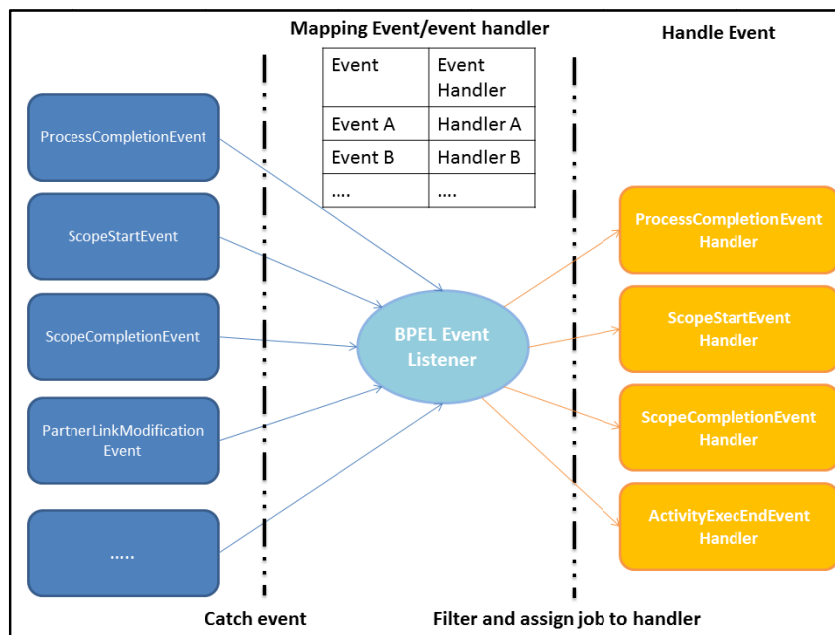 Mapping Event/event handler
Handle Event
Event
Event
Handler
Event A
Handler A
Event B
Handler B
....
....
ProcessCompletionEvent
ScopeStartEvent
ScopeCompletionEvent
PartnerLinkModification
Event
.....
BPEL Event
Listener
ProcessCompletionEvent
Handler
ScopeStartEvent
Handler
ScopeCompletionEvent
Handler
ActivityExecEndEvent
Handler
Catch event
Filter and assign job to handler